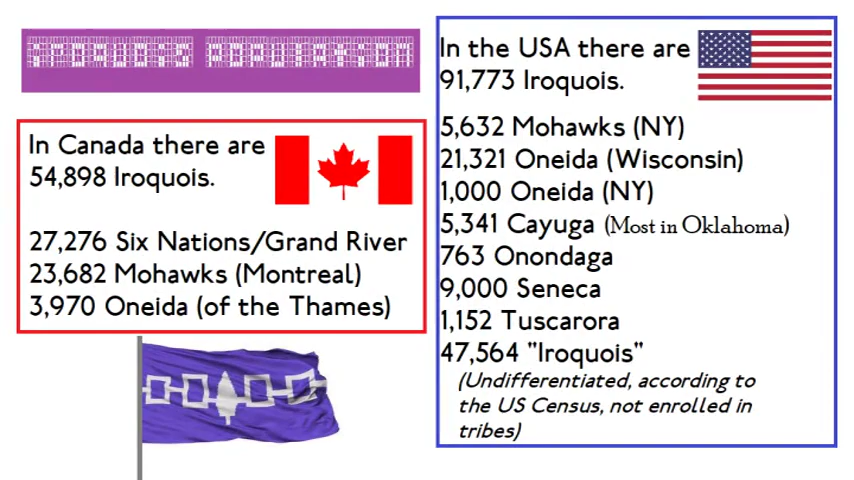 IROQUOIS POPULATION
In Canada there are
54,898 Iroquois.
27,276 Six Nations/Grand River
23,682 Mohawks (Montreal)
3,970 Oneida (of the Thames)
In the USA there are
91,773 Iroquois.
5,632 Mohawks (NY)
21,321 Oneida (Wisconsin)
1,000 Oneida (NY)
5,341 Cayuga (Most in Oklahoma)
763 Onondaga
9,000 Seneca
1,152 Tuscarora
47,564 "Iroquois"
(Undifferentiated, according to
the US Census, not enrolled in
tribes)